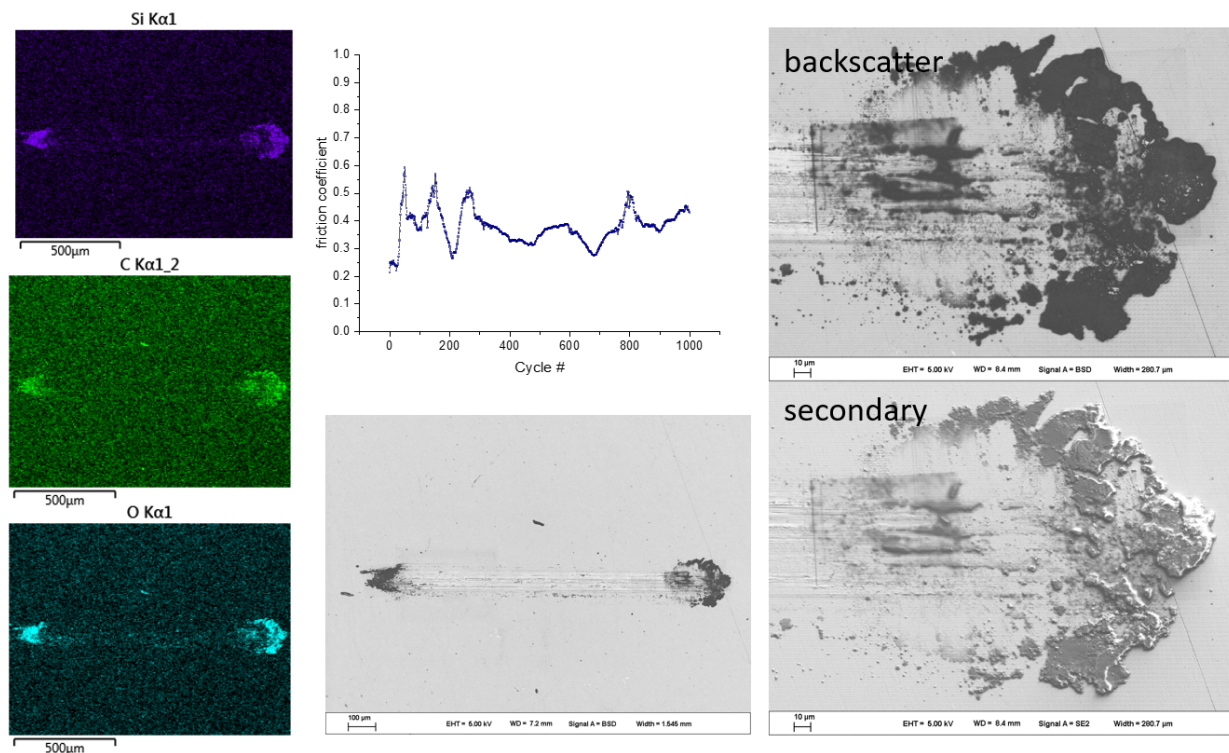 Si Kα1
500µm
C Kα1_2
500µm
O Kα1
500µm
friction coefficient
1.0
0.9
0.8
0.7
0.6
0.5
0.4
0.3
0.2
0.1
0.0
0 200 400 600 800 1000
Cycle #
100 µm EHT = 5.00 kV WD = 7.2 mm Signal A = BSD Width = 1.545 mm
backscatter
10 µm EHT = 5.00 kV WD = 8.4 mm Signal A = BSD Width = 280.7 µm
secondary
10 µm EHT = 5.00 kV WD = 8.4 mm Signal A = SE2 Width = 280.7 µm